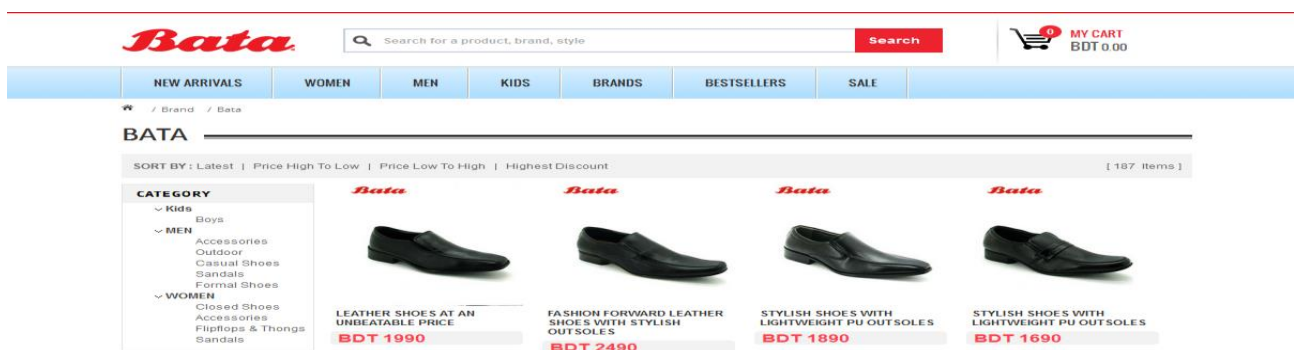 Bata
Search for a product, brand, style
Search
0
MY CART
BDT 0.00
NEW ARRIVALS WOMEN MEN KIDS BRANDS BESTSELLERS SALE
/ Brand / Bata
BATA
SORT BY : Latest | Price High To Low | Price Low To High | Highest Discount
[ 187 Items ]
CATEGORY
Kids
Boys
MEN
Accessories
Outdoor
Casual Shoes
Sandals
Formal Shoes
WOMEN
Closed Shoes
Accessories
Flipflops & Thongs
Sandals
Bata
LEATHER SHOES AT AN
UNBEATABLE PRICE
BDT 1990
Bata
FASHION FORWARD LEATHER
SHOES WITH STYLISH
OUTSOLES
BDT 2490
Bata
STYLISH SHOES WITH
LIGHTWEIGHT PU OUTSOLES
BDT 1890
Bata
STYLISH SHOES WITH
LIGHTWEIGHT PU OUTSOLES
BDT 1690